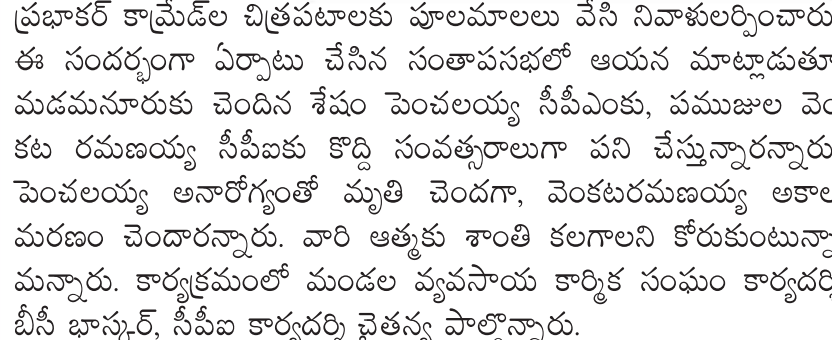 ప్రభాకర్ కామ్రేడ్‌ల చిత్రపటాలకు పూలమాలలు వేసి నివాళులర్పించారు
ఈ సందర్భంగా ఏర్పాటు చేసిన సంతాపసభలో ఆయన మాట్లాడుతూ
మడమనూరుకు చెందిన శేషం పెంచలయ్య సీపీఎంకు, పముజుల వెం
కట రమణయ్య సీపీఐకు కొద్ది సంవత్సరాలుగా పని చేస్తున్నారన్నారు
పెంచలయ్య అనారోగ్యంతో మృతి చెందగా, వెంకటరమణయ్య అకాల
మరణం చెందారన్నారు. వారి ఆత్మకు శాంతి కలగాలని కోరుకుంటున్నా
మన్నారు. కార్యక్రమంలో మండల వ్యవసాయ కార్మిక సంఘం కార్యదర్శి
బీసీ భాస్కర్, సీపీఐ కార్యదర్శి చైతన్య పాల్గొన్నారు.